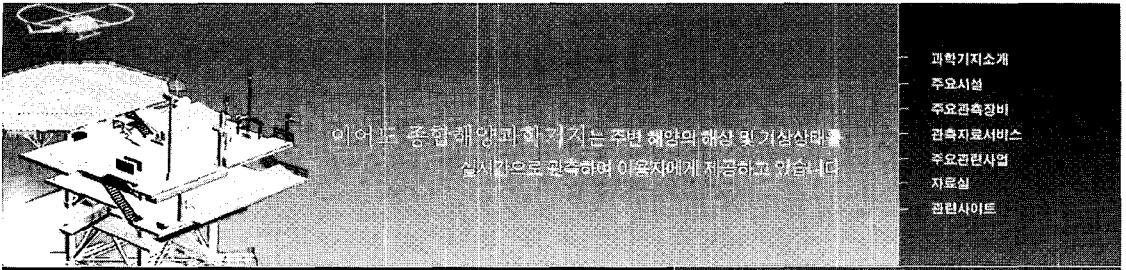 이어도 종합해양과학기지는 주변 해양의 해상 및 기상상태를
실시간으로 관측하여 이용자에게 제공하고 있습니다
과학기지소개
주요시설
주요관측장비
관측자료서비스
주요관련사업
자료실
관련사이트